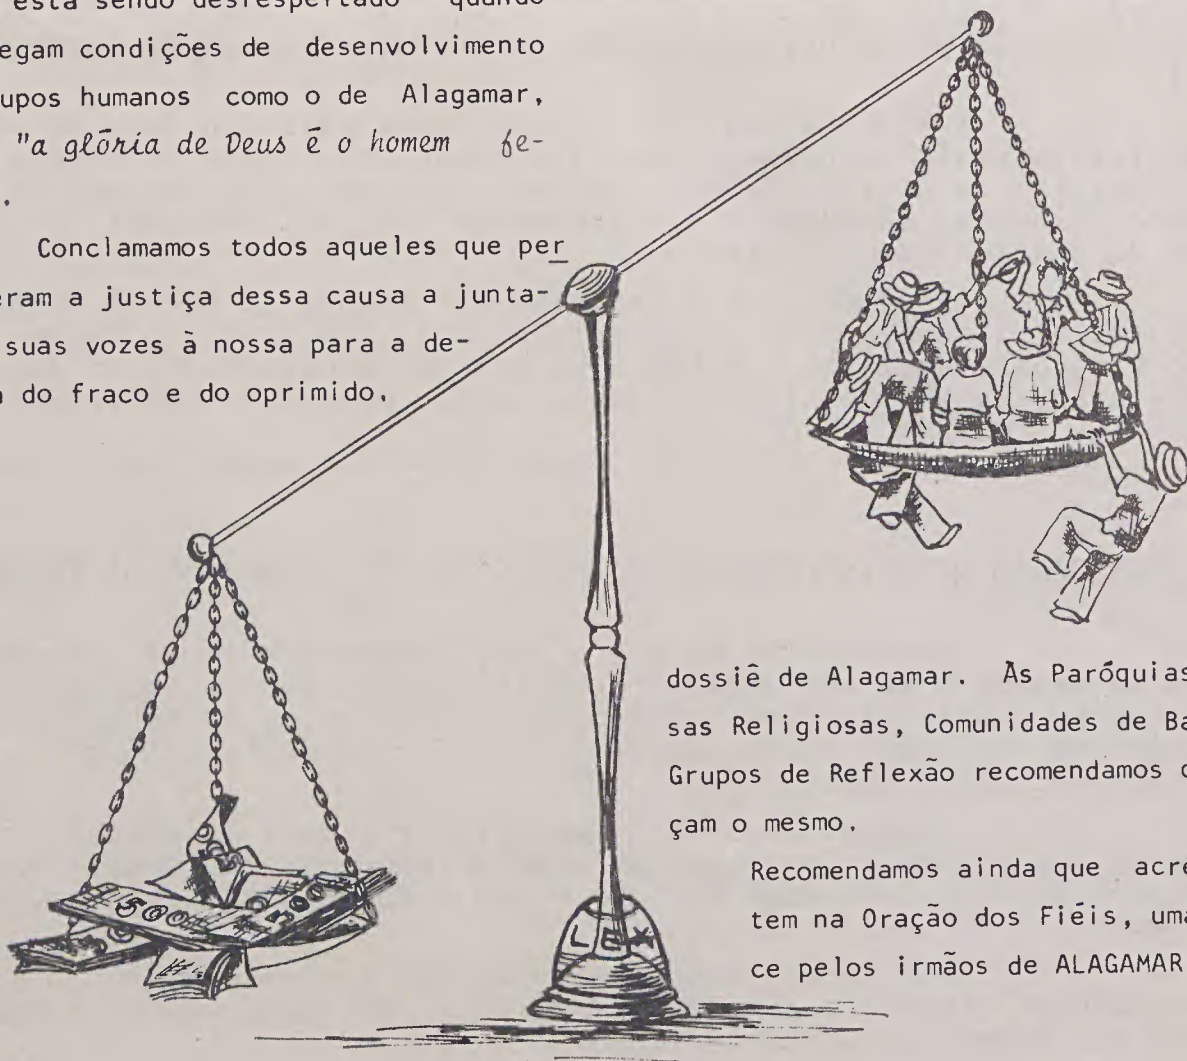 está sendo desrespeitado quando
egam condições de desenvolvimento
upos humanos como o de Alagamar,
"a glória de Deus é o homem fe-
.
Conclamamos todos aqueles que per
eram a justiça dessa causa a junta-
suas vozes à nossa para a de-
do fraco e do oprimido.
500
500
LEX
dossiê de Alagamar. Às Paróquias
sas Religiosas, Comunidades de Ba
Grupos de Reflexão recomendamos
çam o mesmo.
Recomendamos ainda que acre
tem na Oração dos Fiéis, uma
ce pelos irmãos de ALAGAMAR